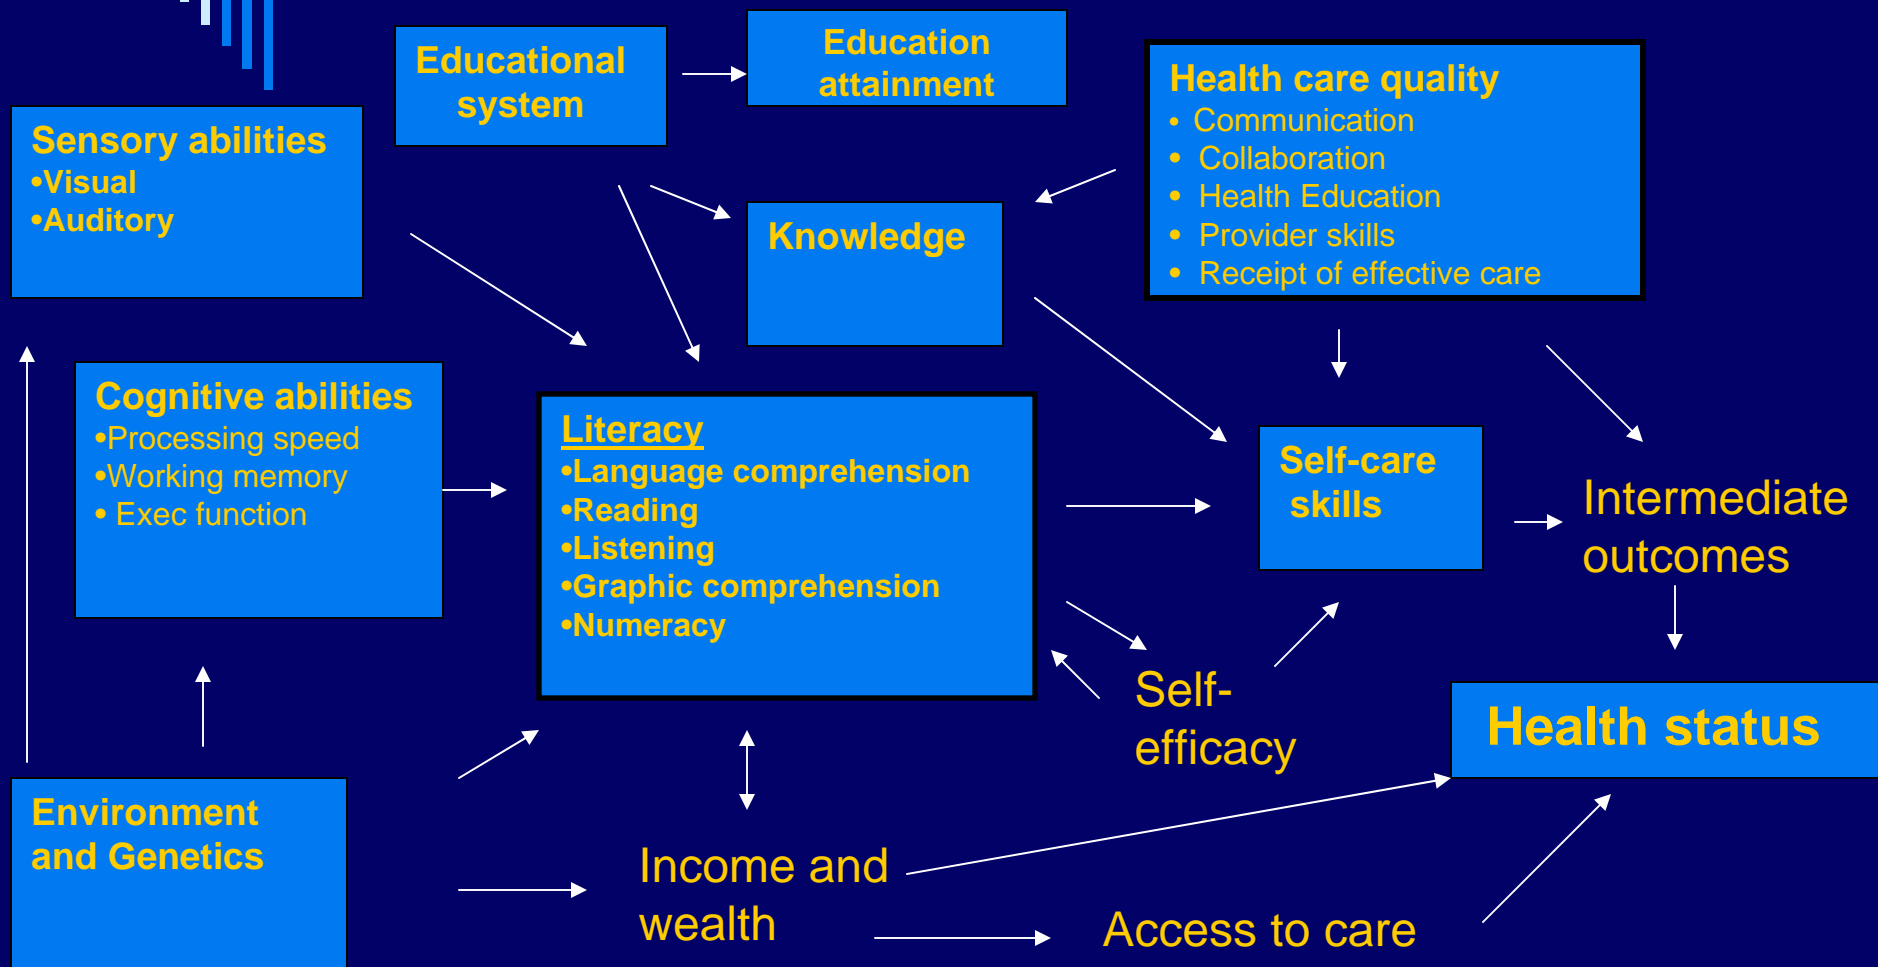 Educational
system
Education
attainment
Health care quality
• Communication
• Collaboration
• Health Education
• Provider skills
• Receipt of effective care
Sensory abilities
•Visual
•Auditory
Knowledge
Cognitive abilities
•Processing speed
•Working memory
• Exec function
Literacy
•Language comprehension
•Reading
•Listening
•Graphic comprehension
•Numeracy
Self-care
skills
Intermediate
outcomes
Self-
efficacy
Health status
Environment
and Genetics
Income and
wealth
Access to care